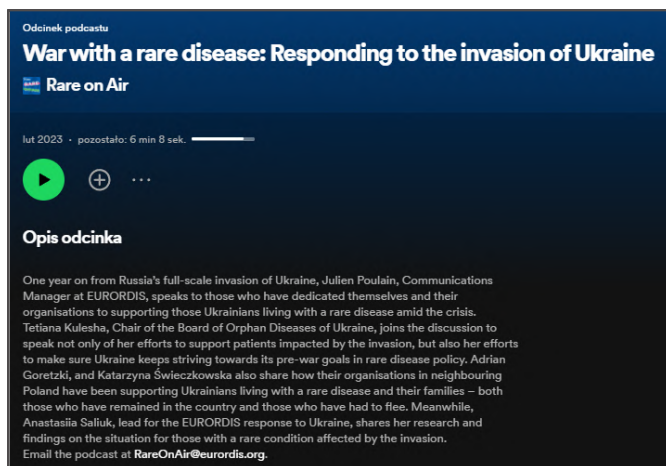 Odcinek podcastu
War with a rare disease: Responding to the invasion of Ukraine
Rare on Air
lut 2023 · pozostało: 6 min 8 sek.
Opis odcinka
One year on from Russia's full-scale invasion of Ukraine, Julien Poulain, Communications
Manager at EURORDIS, speaks to those who have dedicated themselves and their
organisations to supporting those Ukrainians living with a rare disease amid the crisis.
Tetiana Kulesha, Chair of the Board of Orphan Diseases of Ukraine, joins the discussion to
speak not only of her efforts to support patients impacted by the invasion, but also her efforts
to make sure Ukraine keeps striving towards its pre-war goals in rare disease policy. Adrian
Goretzki, and Katarzyna Świeczkowska also share how their organisations in neighbouring
Poland have been supporting Ukrainians living with a rare disease and their families – both
those who have remained in the country and those who have had to flee. Meanwhile,
Anastasiia Saliuk, lead for the EURORDIS response to Ukraine, shares her research and
findings on the situation for those with a rare condition affected by the invasion.
Email the podcast at RareOnAir@eurordis.org.